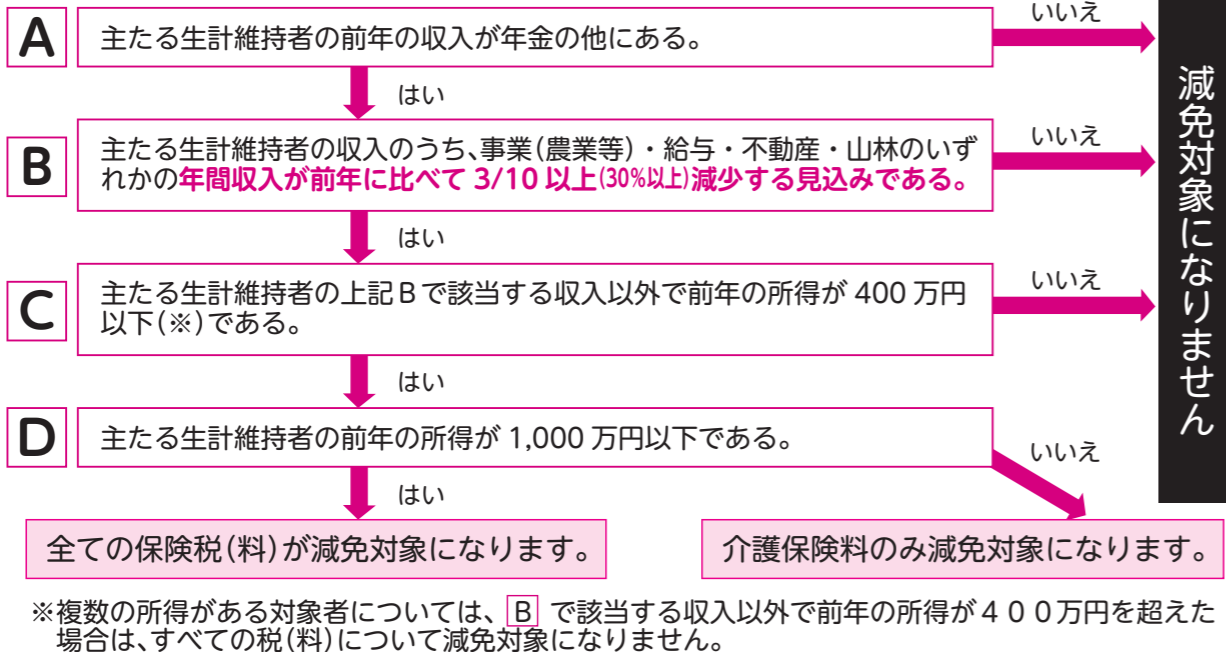 A
主たる生計維持者の前年の収入が年金の他にある。
いいえ
はい
B
主たる生計維持者の収入のうち、事業(農業等)・給与・不動産・山林のいず
れかの年間収入が前年に比べて 3/10 以上(30%以上)減少する見込みである。
いいえ
はい
C
主たる生計維持者の上記Bで該当する収入以外で前年の所得が 400 万円
以下(※)である。
いいえ
はい
D
主たる生計維持者の前年の所得が 1,000 万円以下である。
いいえ
はい
減免対象になりません
全ての保険税(料)が減免対象になります。
介護保険料のみ減免対象になります。
※複数の所得がある対象者については、 B で該当する収入以外で前年の所得が400万円を超えた
場合は、すべての税(料)について減免対象になりません。